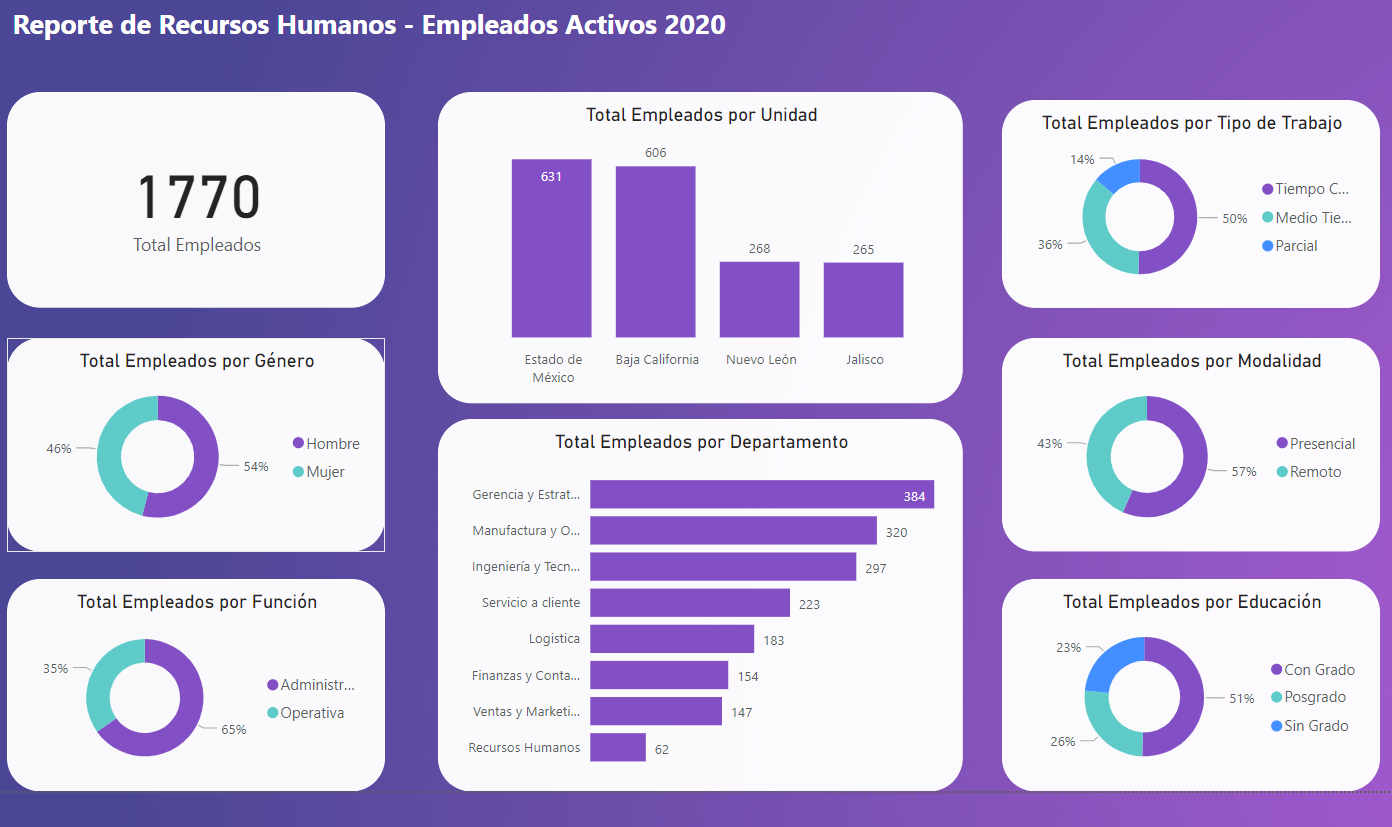 Reporte de Recursos Humanos - Empleados Activos 2020
1770
Total Empleados
Total Empleados por Unidad
631
606
268
265
Estado de
México
Baja California
Nuevo León
Jalisco
Total Empleados por Tipo de Trabajo
14%
36%
50%
Tiempo C...
Medio Tie...
Parcial
Total Empleados por Género
46%
54%
Hombre
Mujer
Total Empleados por Departamento
Gerencia y Estrat... 384
Manufactura y O... 320
Ingeniería y Tecn... 297
Servicio a cliente 223
Logística 183
Finanzas y Conta... 154
Ventas y Marketi... 147
Recursos Humanos 62
Total Empleados por Modalidad
43%
57%
Presencial
Remoto
Total Empleados por Función
35%
65%
Administr...
Operativa
Total Empleados por Educación
23%
26%
51%
Con Grado
Posgrado
Sin Grado